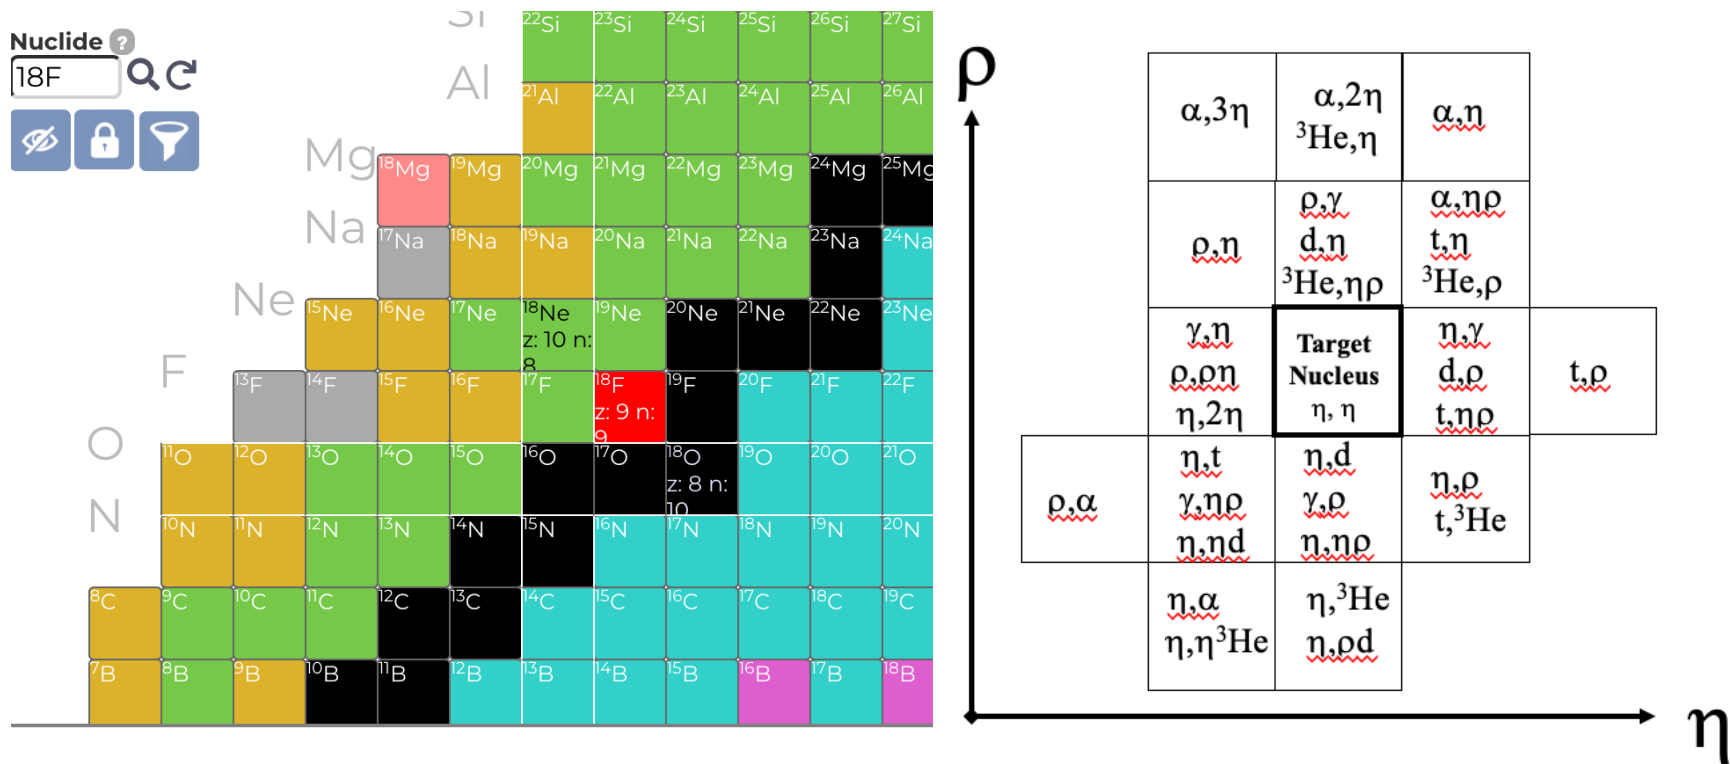 Nuclide ?
18F
Si
Al
Mg
Na
Ne
F
O
N
²²Si ²³Si ²⁴Si ²⁵Si ²⁶Si ²⁷Si
²¹Al ²²Al ²³Al ²⁴Al ²⁵Al ²⁶Al
¹⁸Mg ¹⁹Mg ²⁰Mg ²¹Mg ²²Mg ²³Mg ²⁴Mg ²⁵Mg
¹⁷Na ¹⁸Na ¹⁹Na ²⁰Na ²¹Na ²²Na ²³Na ²⁴Na
¹⁵Ne ¹⁶Ne ¹⁷Ne ¹⁸Ne ¹⁹Ne ²⁰Ne ²¹Ne ²²Ne ²³Ne
z: 10 n:
8
¹³F ¹⁴F ¹⁵F ¹⁶F ¹⁷F ¹⁸F ¹⁹F ²⁰F ²¹F ²²F
z: 9 n:
9
¹¹O ¹²O ¹³O ¹⁴O ¹⁵O ¹⁶O ¹⁷O ¹⁸O ¹⁹O ²⁰O ²¹O
z: 8 n:
10
¹⁰N ¹¹N ¹²N ¹³N ¹⁴N ¹⁵N ¹⁶N ¹⁷N ¹⁸N ¹⁹N ²⁰N
⁸C ⁹C ¹⁰C ¹¹C ¹²C ¹³C ¹⁴C ¹⁵C ¹⁶C ¹⁷C ¹⁸C ¹⁹C
⁷B ⁸B ⁹B ¹⁰B ¹¹B ¹²B ¹³B ¹⁴B ¹⁵B ¹⁶B ¹⁷B ¹⁸B
ρ
α,3η
α,2η
³He,η
α,η
ρ,η
ρ,γ
d,η
³He,ηρ
α,ηρ
t,η
³He,ρ
γ,η
ρ,ρη
η,2η
Target
Nucleus
η, η
η,γ
d,ρ
t,ηρ
t,ρ
ρ,α
η,t
γ,ηρ
η,ηd
η,d
γ,ρ
η,ηρ
η,ρ
t,³He
η,α
η,η³He
η,³He
η,ρd
η